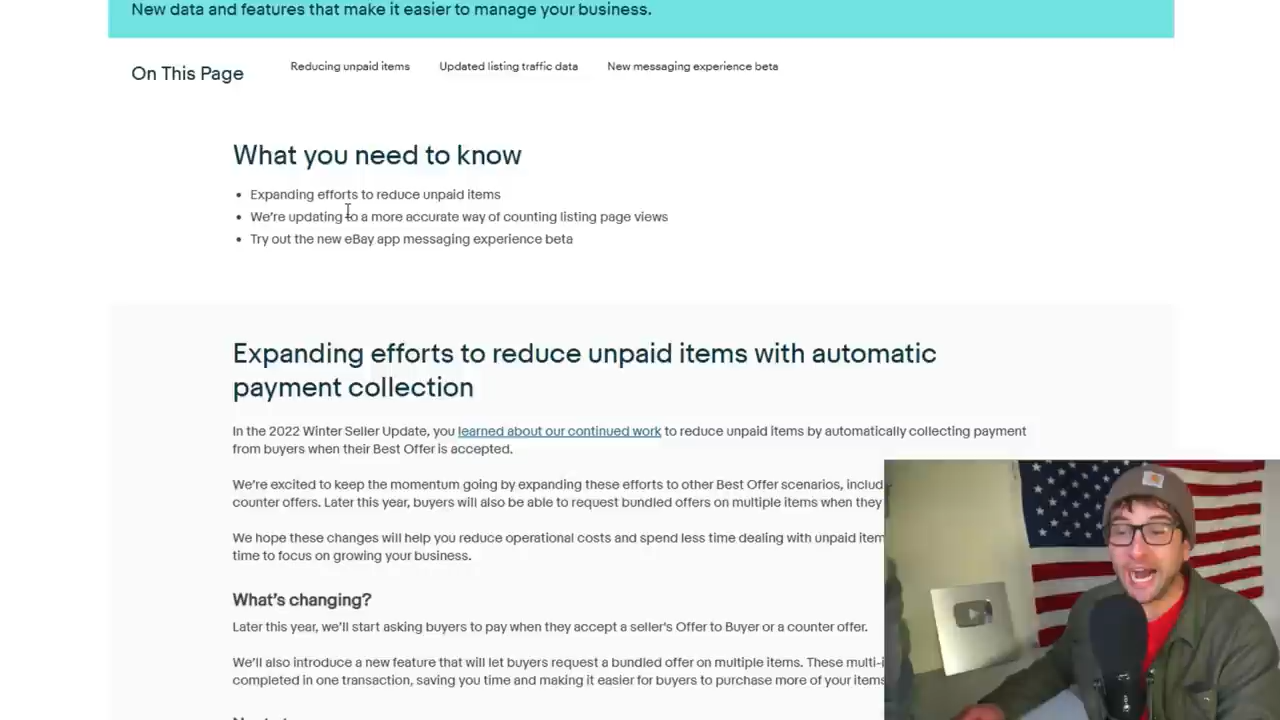 New data and features that make it easier to manage your business.
On This Page
Reducing unpaid items
Updated listing traffic data
New messaging experience beta
What you need to know
• Expanding efforts to reduce unpaid items
• We're updating to a more accurate way of counting listing page views
• Try out the new eBay app messaging experience beta
Expanding efforts to reduce unpaid items with automatic
payment collection
In the 2022 Winter Seller Update, you learned about our continued work to reduce unpaid items by automatically collecting payment
from buyers when their Best Offer is accepted.
We're excited to keep the momentum going by expanding these efforts to other Best Offer scenarios,
counter offers. Later this year, buyers will also be able to request bundled offers on multiple items when they
We hope these changes will help you reduce operational costs and spend less time dealing with unpaid
time to focus on growing your business.
What's changing?
Later this year, we'll start asking buyers to pay when they accept a seller's Offer to Buyer or a counter offer.
We'll also introduce a new feature that will let buyers request a bundled offer on multiple items. These
completed in one transaction, saving you time and making it easier for buyers to purchase more of your items